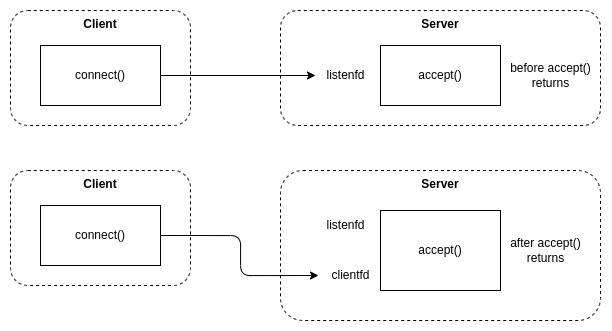 Client
Server
connect()
listenfd
accept()
before accept()
returns
Client
Server
connect()
listenfd
clientfd
accept()
after accept()
returns